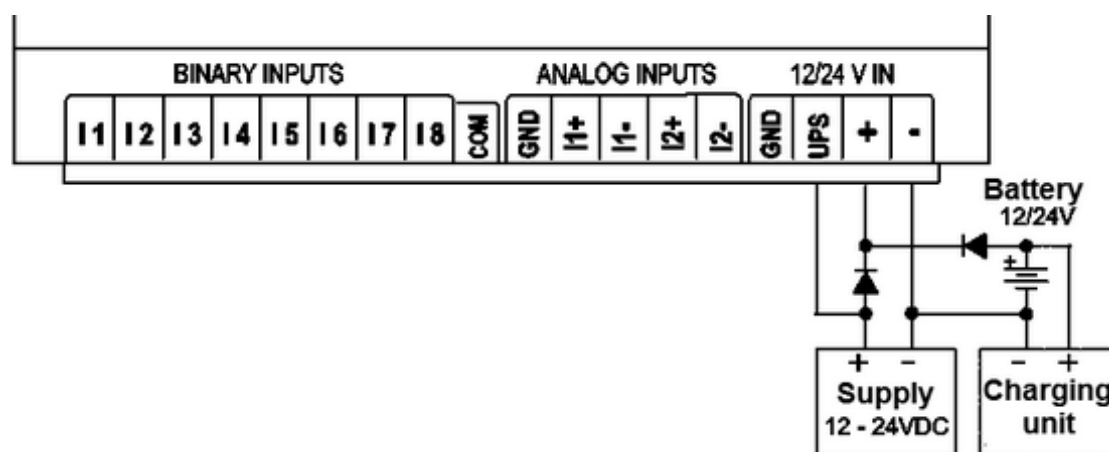 BINARY INPUTS ANALOG INPUTS 12/24 V IN
I1 I2 I3 I4 I5 I6 I7 I8 COM GND I1+ I1- I2+ I2- GND UPS + -
Battery
12/24V
+
+ - - +
Supply Charging
12 - 24VDC unit